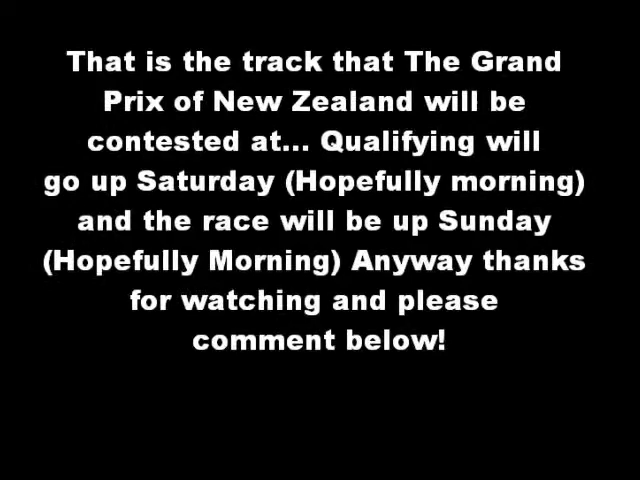 That is the track that The Grand
Prix of New Zealand will be
contested at... Qualifying will
go up Saturday (Hopefully morning)
and the race will be up Sunday
(Hopefully Morning) Anyway thanks
for watching and please
comment below!